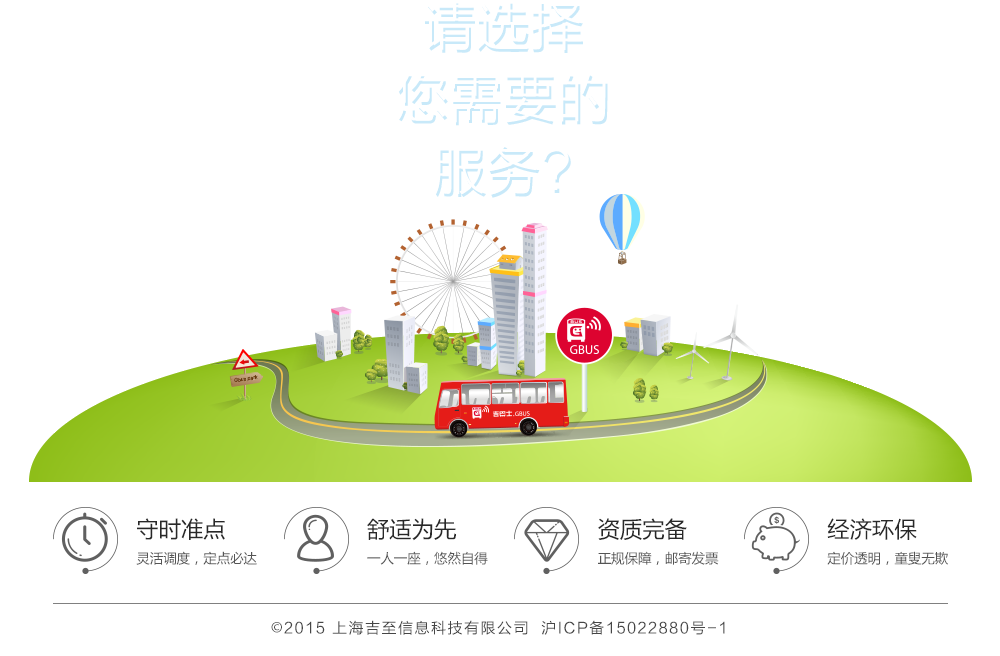 请选择
您需要的
服务?
BUS
GBUS
吉巴士.GBUS
守时准点
灵活调度，定点必达
舒适为先
一人一座，悠然自得
资质完备
正规保障，邮寄发票
经济环保
定价透明，童叟无欺
©2015 上海吉至信息科技有限公司 沪ICP备15022880号-1